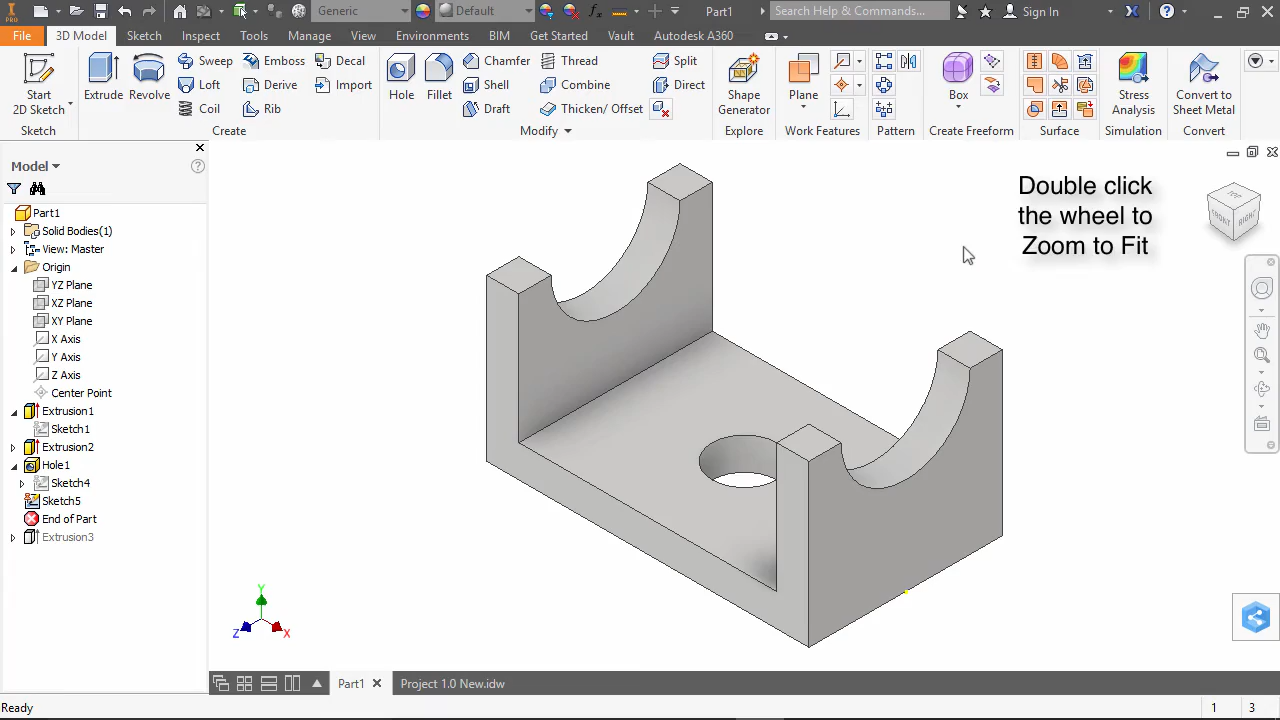 Generic
Default
Part1
Search Help & Commands...
Sign In
PRO
File
3D Model
Sketch
Inspect
Tools
Manage
View
Environments
BIM
Get Started
Vault
Autodesk A360
Start
2D Sketch
Sketch
Extrude
Revolve
Sweep
Loft
Coil
Emboss
Derive
Rib
Decal
Import
Create
Hole
Fillet
Chamfer
Shell
Draft
Thread
Combine
Thicken/ Offset
Split
Direct
Modify
Shape
Generator
Explore
Plane
Work Features
Pattern
Box
Create Freeform
Surface
Stress
Analysis
Simulation
Convert to
Sheet Metal
Convert
Model
Part1
Solid Bodies(1)
View: Master
Origin
YZ Plane
XZ Plane
XY Plane
X Axis
Y Axis
Z Axis
Center Point
Extrusion1
Sketch1
Extrusion2
Hole1
Sketch4
Sketch5
End of Part
Extrusion3
Double click
the wheel to
Zoom to Fit
TOP
FRONT
RIGHT
Y
Z
X
Part1
Project 1.0 New.idw
Ready
1
3